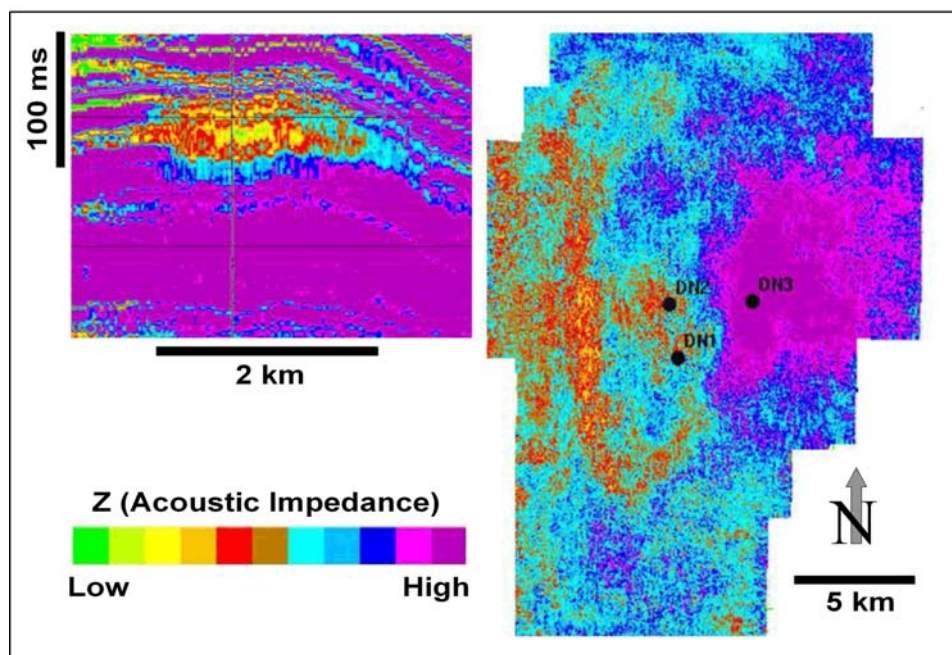 100 ms
2 km
Z (Acoustic Impedance)
Low High
DN2
DN3
DN1
N
5 km